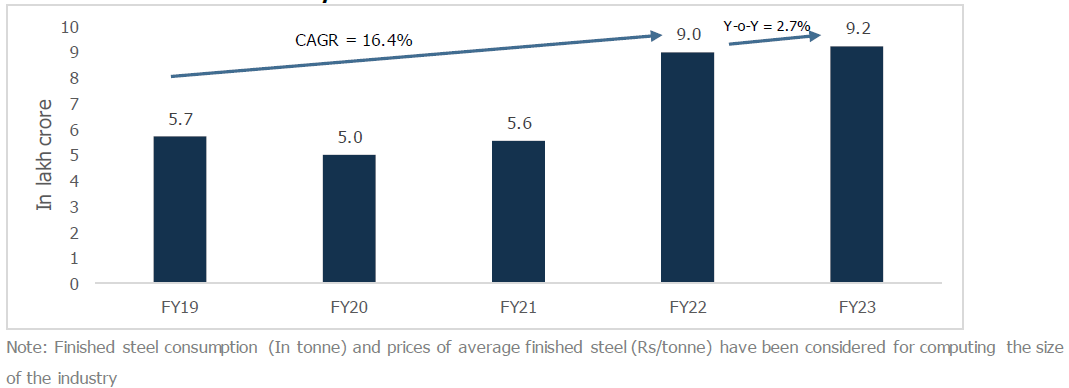 10
9
8
7
6
5
4
3
2
1
0
In lakh crore
CAGR = 16.4%
Y-o-Y = 2.7%
5.7
5.0
5.6
9.0
9.2
FY19
FY20
FY21
FY22
FY23
Note: Finished steel consumption (In tonne) and prices of average finished steel (Rs/tonne) have been considered for computing the size
of the industry